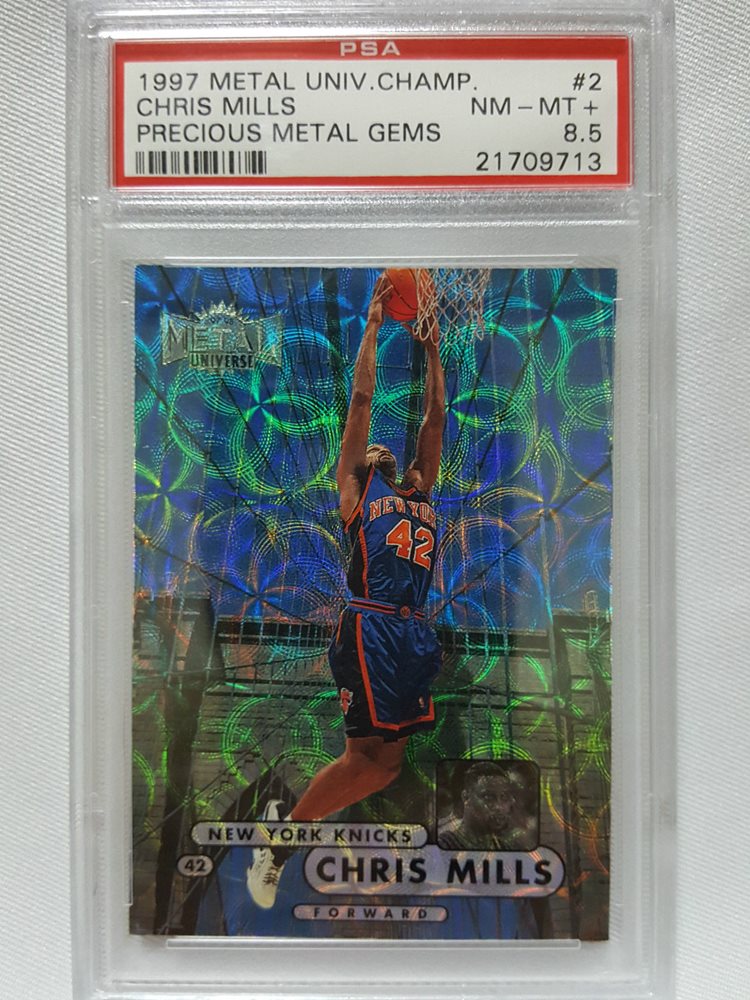 PSA
1997 METAL UNIV.CHAMP. #2
CHRIS MILLS NM-MT+
PRECIOUS METAL GEMS 8.5
21709713
METAL
UNIVERSE
NEW YORK
42
NEW YORK KNICKS
42 CHRIS MILLS
FORWARD